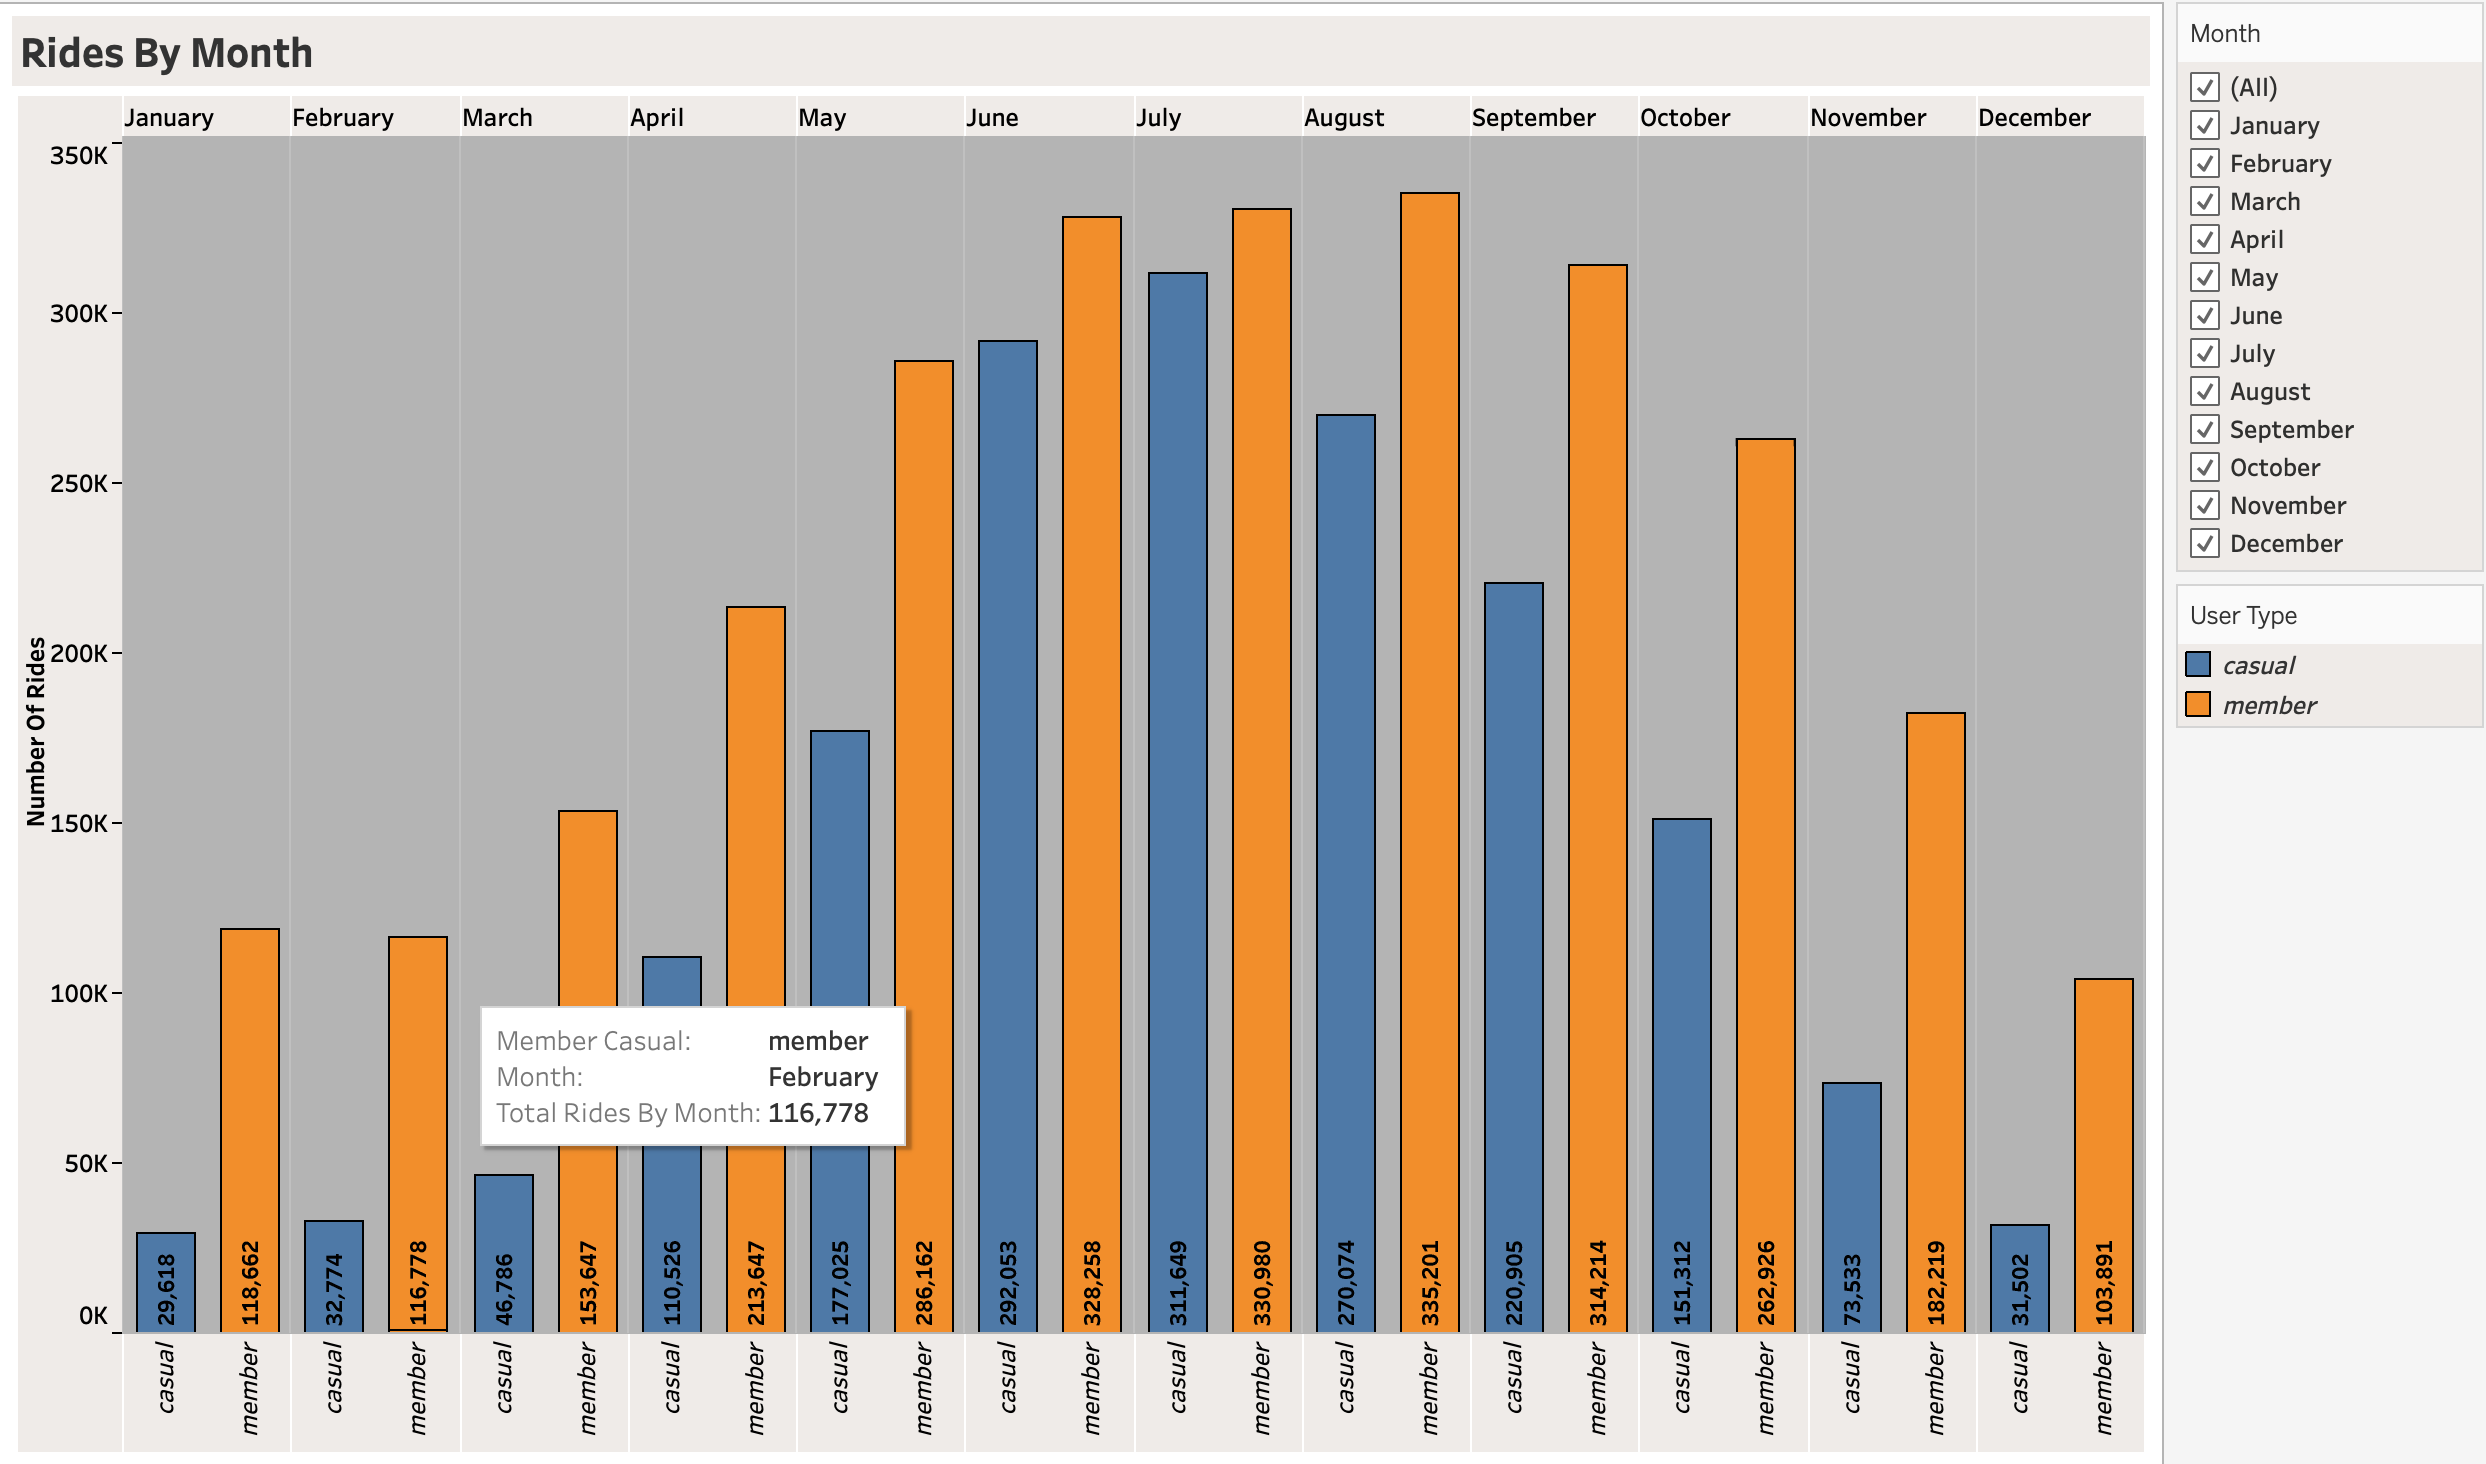 Rides By Month
January February March April May June July August September October November December
350K
300K
250K
200K
150K
100K
50K
0K
Number Of Rides
Member Casual: member
Month: February
Total Rides By Month: 116,778
29,618 118,662 32,774 116,778 46,786 153,647 110,526 213,647 177,025 286,162 292,053 328,258 311,649 330,980 270,074 335,201 220,905 314,214 151,312 262,926 73,533 182,219 31,502 103,891
casual member casual member casual member casual member casual member casual member casual member casual member casual member casual member casual member casual member
Month
(All)
January
February
March
April
May
June
July
August
September
October
November
December
User Type
casual
member